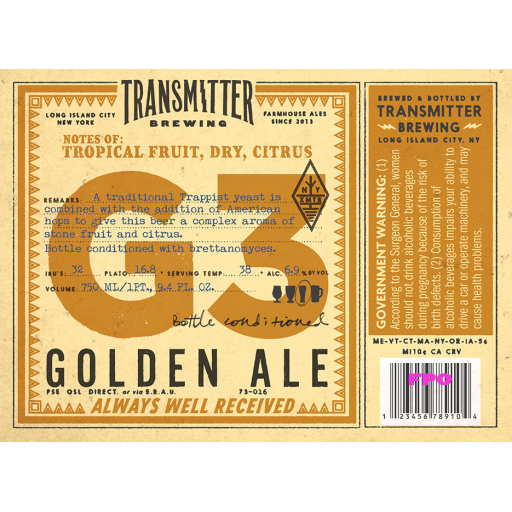 TRANSMITTER
BREWING
LONG ISLAND CITY
NEW YORK
FARMHOUSE ALES
SINCE 2013
NOTES OF:
TROPICAL FRUIT, DRY, CITRUS
G3
NY
XMTR
REMARKS: A traditional Trappist yeast is
combined with the addition of American
hops to give this beer a complex aroma of
stone fruit and citrus.
Bottle conditioned with brettanomyces.
IBU'S: 32 PLATO 16.8 • SERVING TEMP 38 • ALC. 6.9 % BY VOL
VOLUME 750 ML/1PT., 9.4 FL. OZ.
Bottle conditioned
GOLDEN ALE
PSE QSL DIRECT. or via B.R.A.U. 73-016
ALWAYS WELL RECEIVED
BREWED & BOTTLED BY
TRANSMITTER
BREWING
LONG ISLAND CITY, NY
GOVERNMENT WARNING: (1)
According to the Surgeon General, women
should not drink alcoholic beverages
during pregnancy because of the risk of
birth defects. (2) Consumption of
alcoholic beverages impairs your ability to
drive a car or operate machinery, and may
cause health problems.
ME-VT-CT-MA-NY-OR-IA-5¢
MI10¢ CA CRV
FPO
1 23456 78910 4